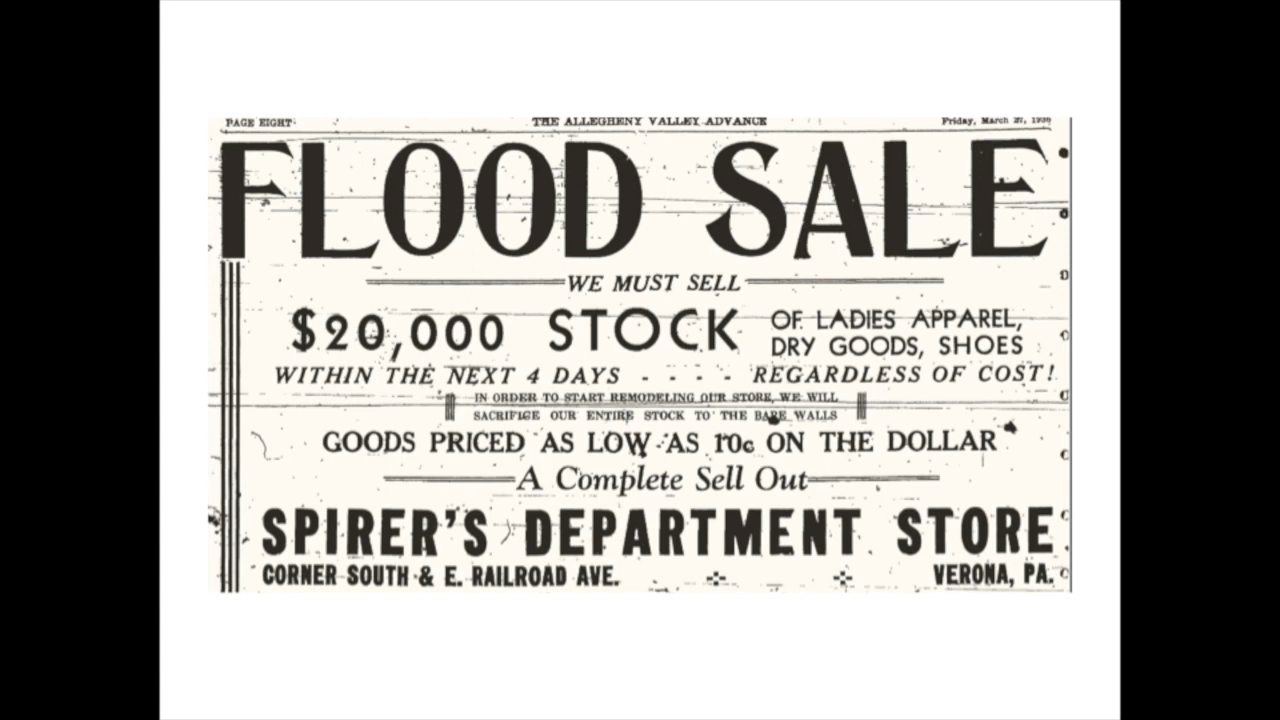 PAGE EIGHT
THE ALLEGHENY VALLEY ADVANCE
Friday, March 27, 1936
FLOOD SALE
WE MUST SELL
$20,000 STOCK OF LADIES APPAREL,
DRY GOODS, SHOES
WITHIN THE NEXT 4 DAYS - - - - REGARDLESS OF COST!
IN ORDER TO START REMODELING OUR STORE, WE WILL
SACRIFICE OUR ENTIRE STOCK TO THE BARE WALLS
GOODS PRICED AS LOW AS 10c ON THE DOLLAR
A Complete Sell Out
SPIRER'S DEPARTMENT STORE
CORNER SOUTH & E. RAILROAD AVE. VERONA, PA.